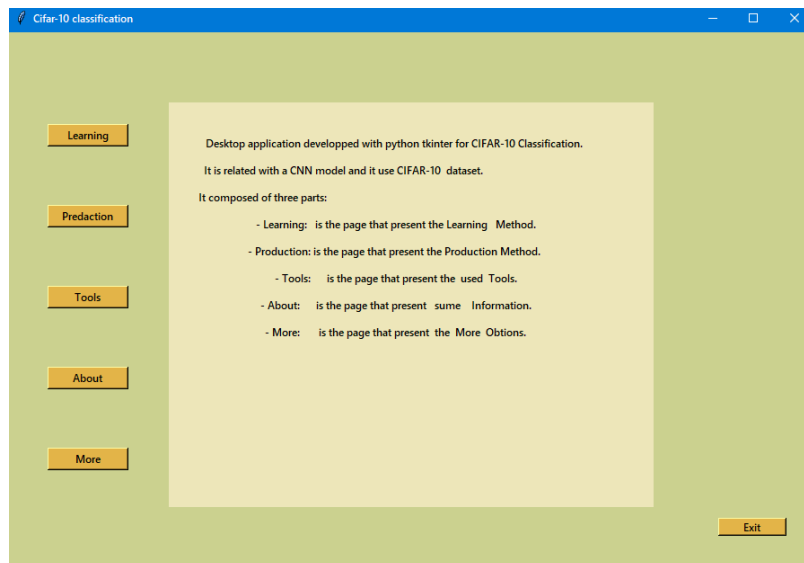 Cifar-10 classification
Learning
Predaction
Tools
About
More
Desktop application developped with python tkinter for CIFAR-10 Classification.
It is related with a CNN model and it use CIFAR-10 dataset.
It composed of three parts:
- Learning: is the page that present the Learning Method.
- Production: is the page that present the Production Method.
- Tools: is the page that present the used Tools.
- About: is the page that present sume Information.
- More: is the page that present the More Obtions.
Exit